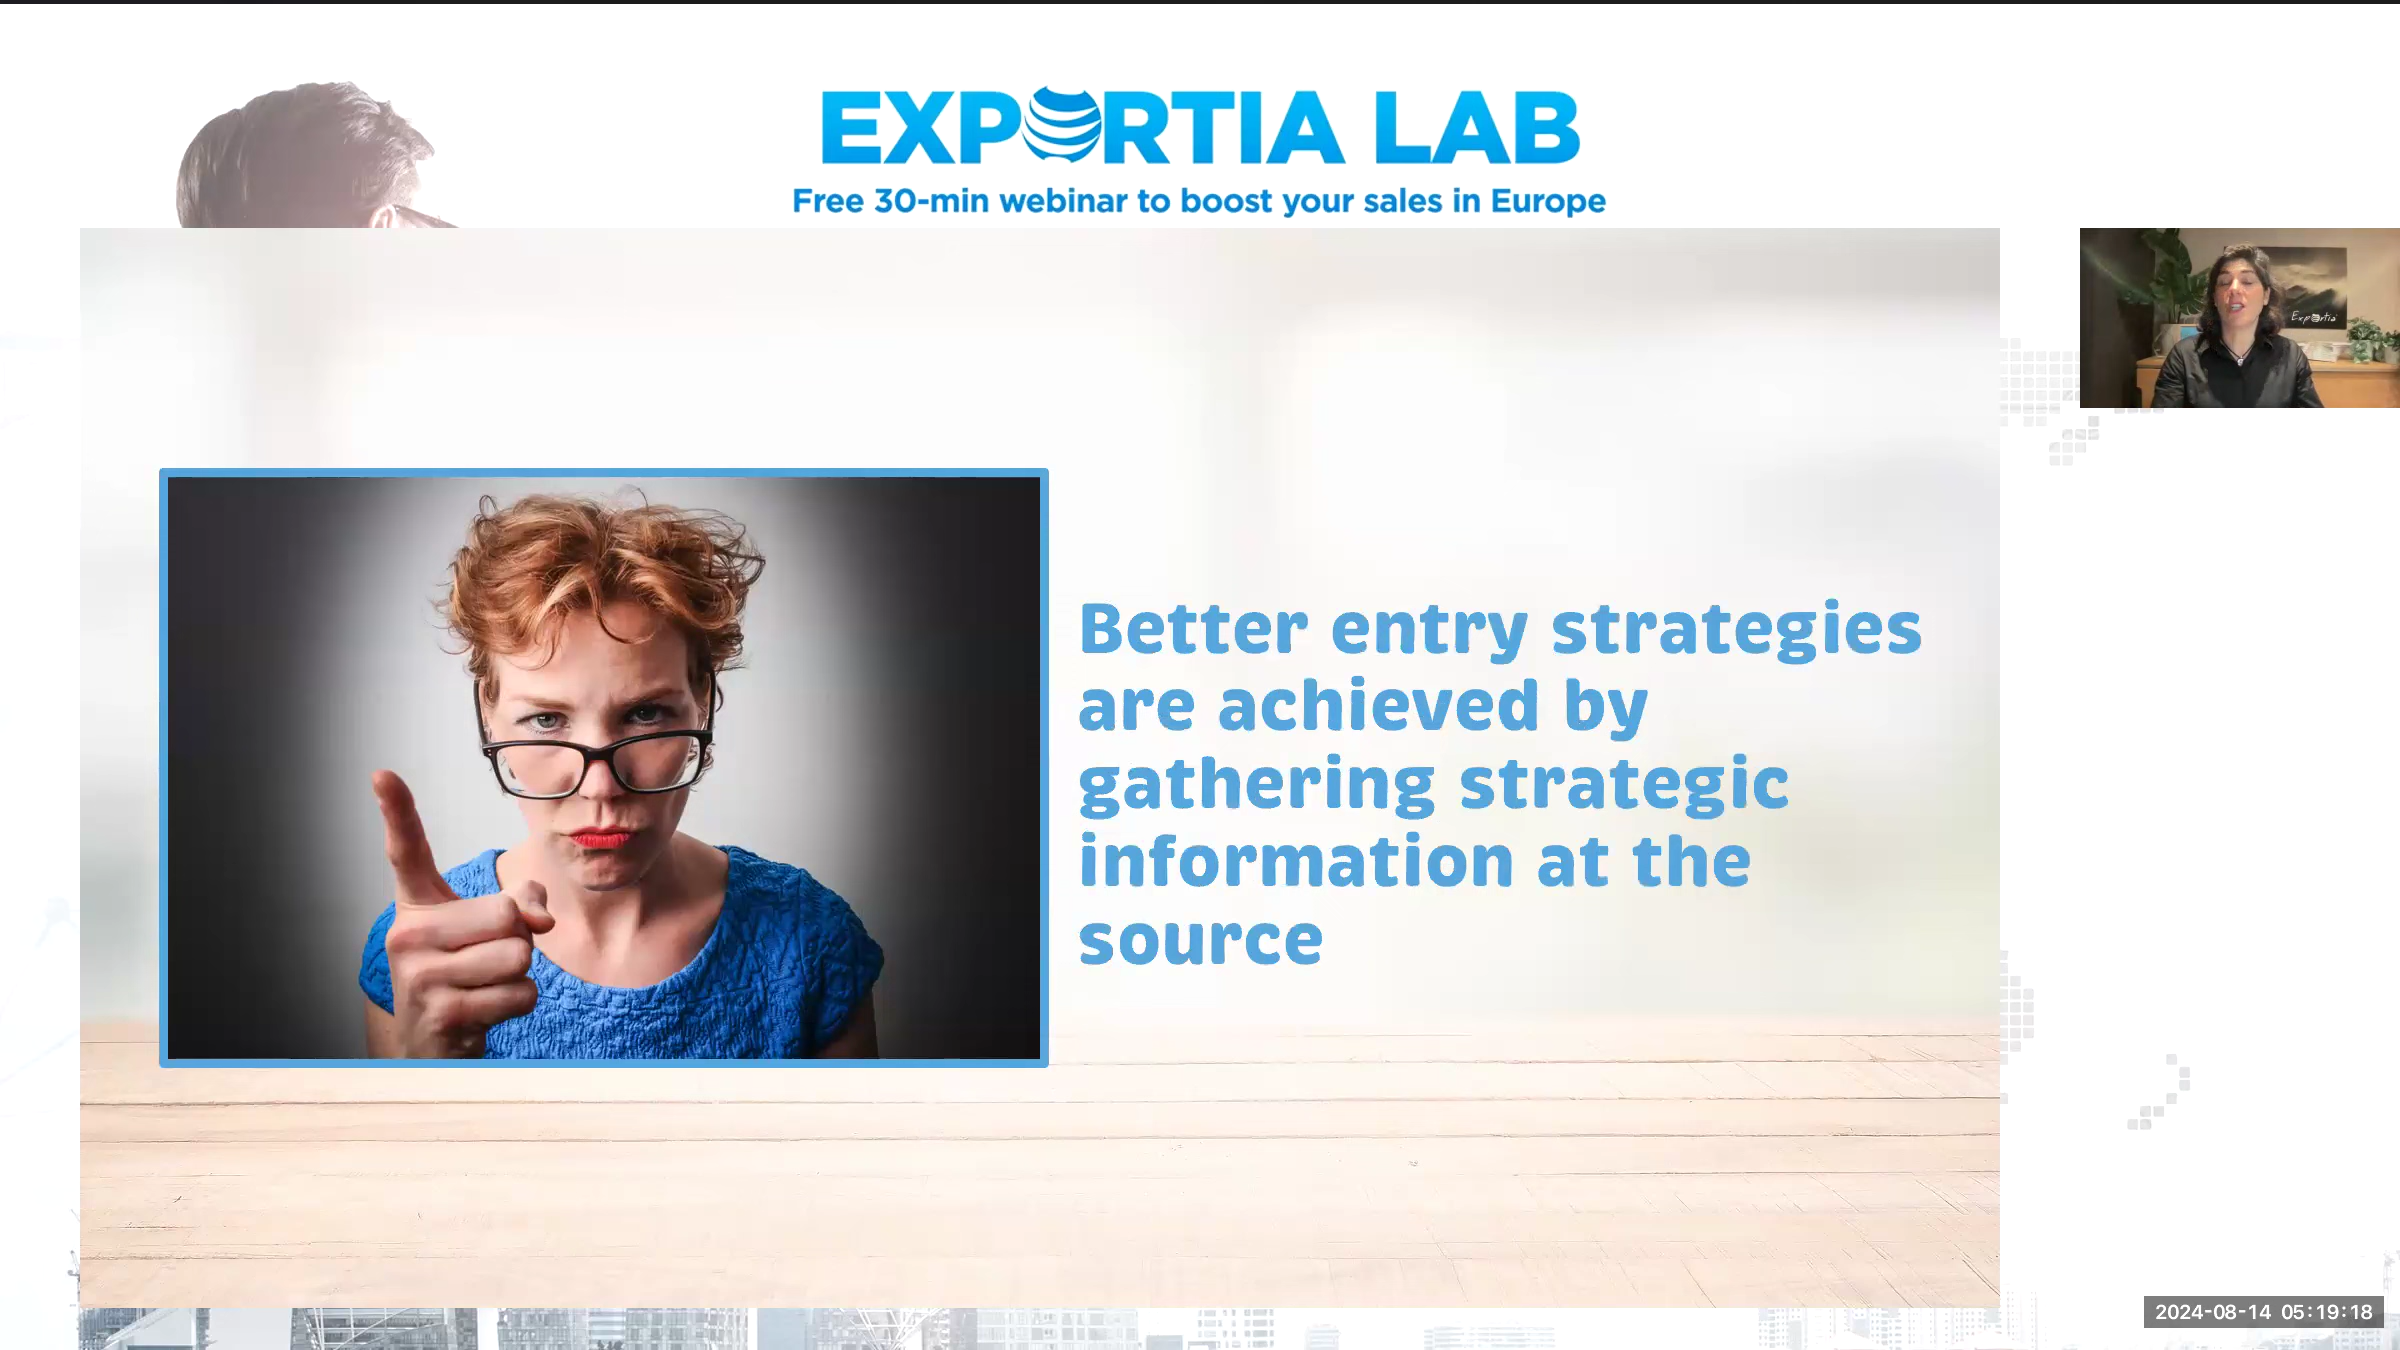 EXPORTIA LAB
Free 30-min webinar to boost your sales in Europe
Exportia
Better entry strategies
are achieved by
gathering strategic
information at the
source
2024-08-14 05:19:18